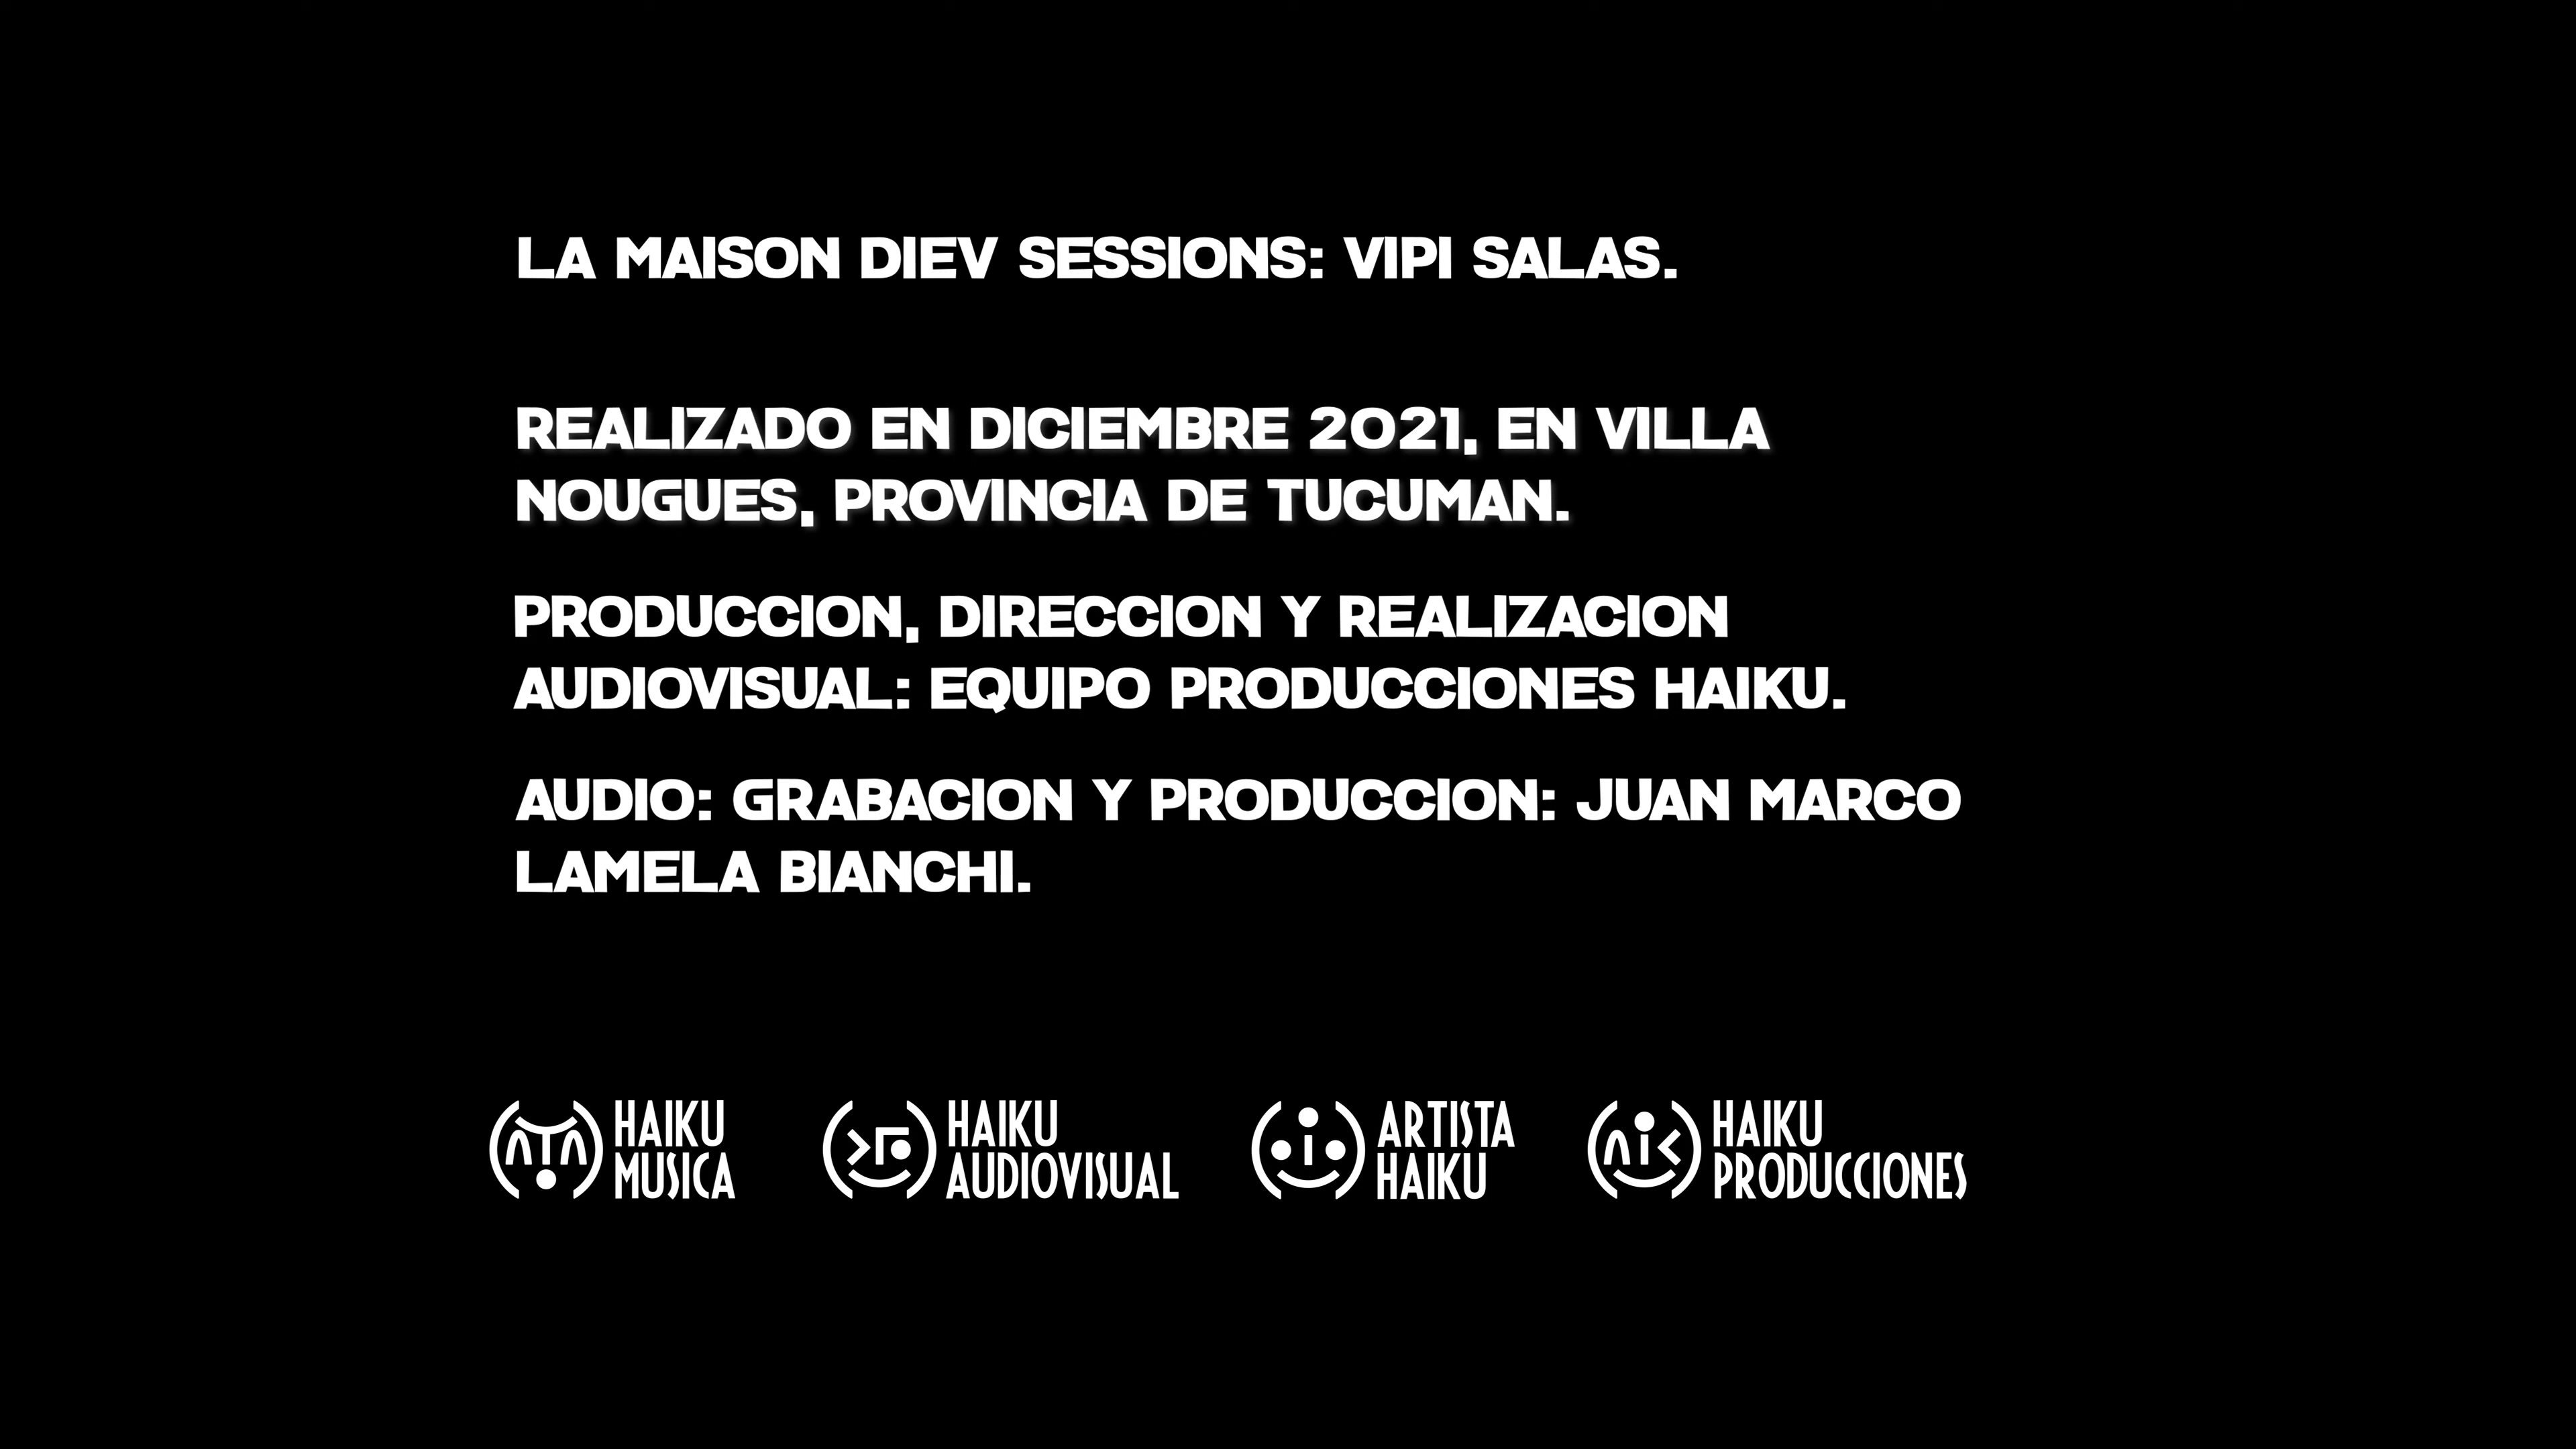 LA MAISON DIEV SESSIONS: VIPI SALAS.
REALIZADO EN DICIEMBRE 2021, EN VILLA
NOUGUES, PROVINCIA DE TUCUMAN.
PRODUCCION, DIRECCION Y REALIZACION
AUDIOVISUAL: EQUIPO PRODUCCIONES HAIKU.
AUDIO: GRABACION Y PRODUCCION: JUAN MARCO
LAMELA BIANCHI.
HAIKU
MUSICA
HAIKU
AUDIOVISUAL
ARTISTA
HAIKU
HAIKU
PRODUCCIONES